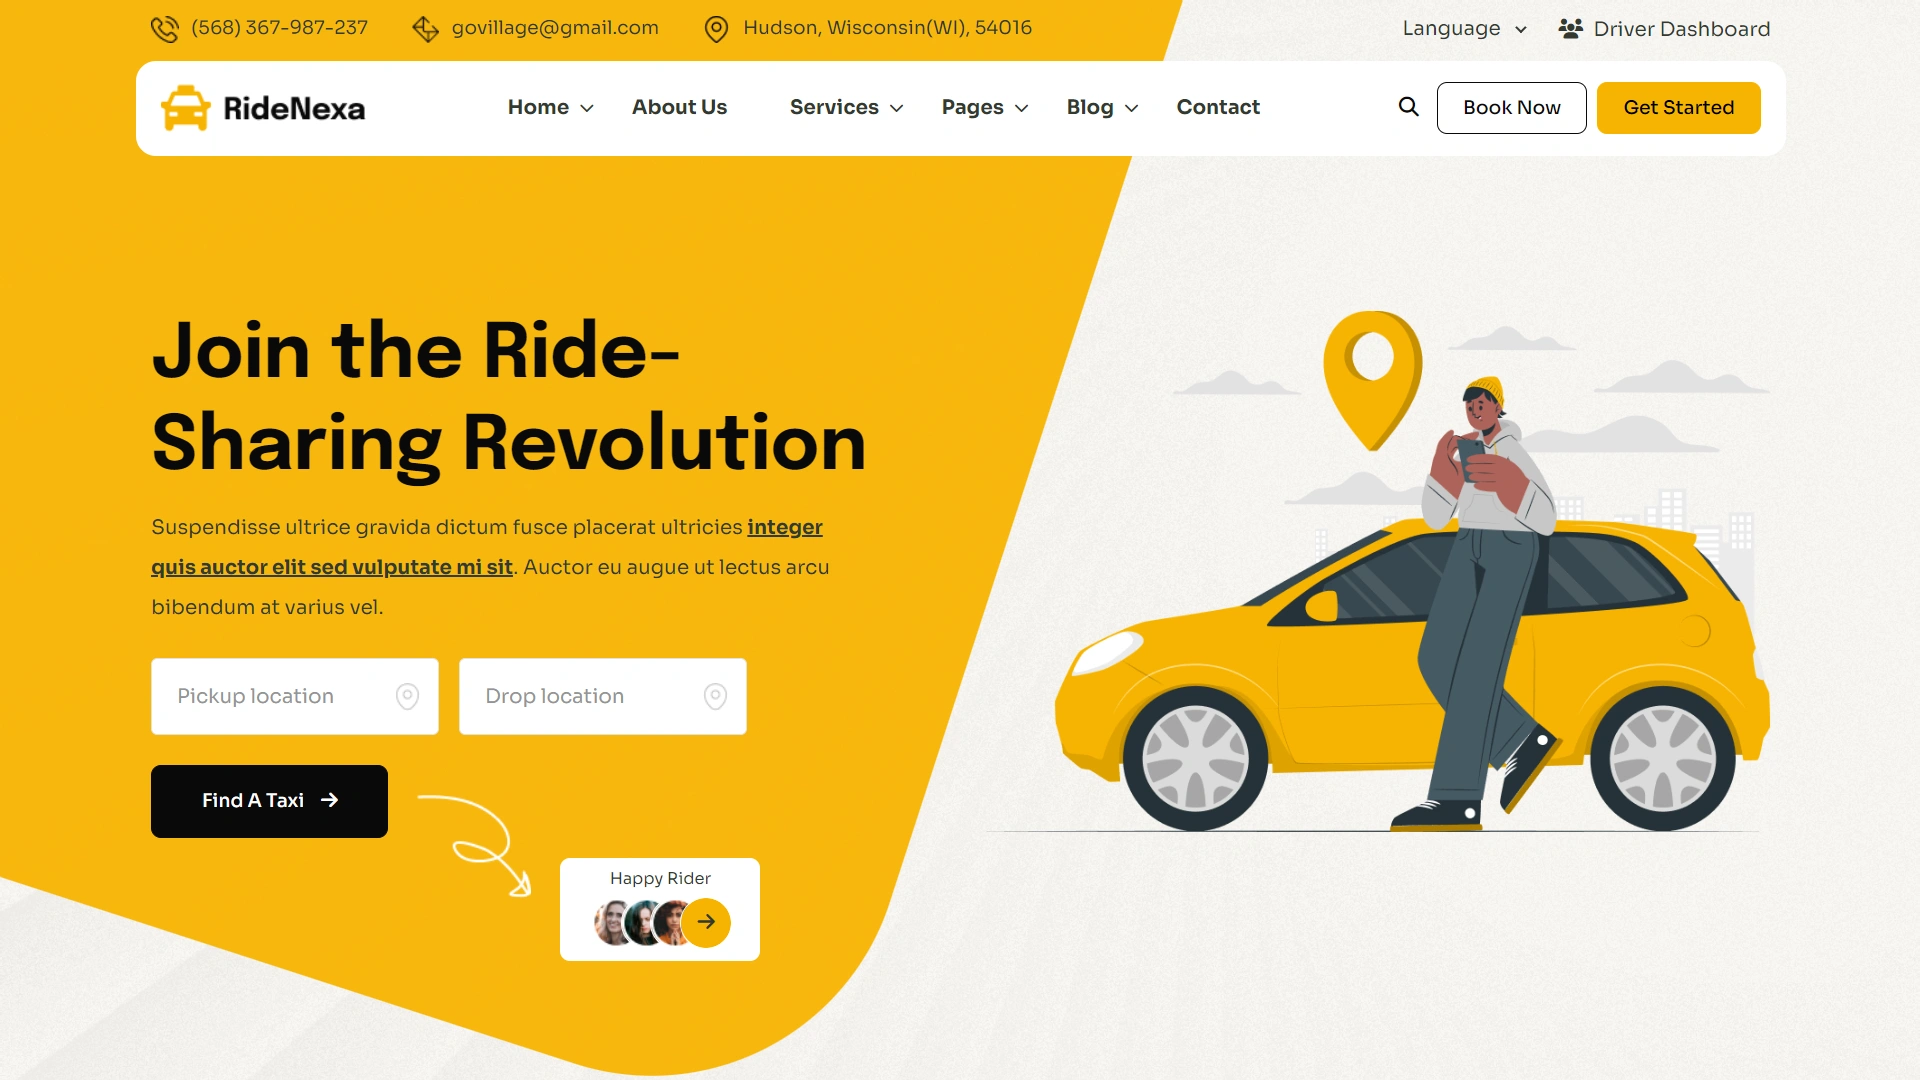 (568) 367-987-237
govillage@gmail.com
Hudson, Wisconsin(WI), 54016
Language
Driver Dashboard
RideNexa
Home
About Us
Services
Pages
Blog
Contact
Book Now
Get Started
Join the Ride-
Sharing Revolution
Suspendisse ultrice gravida dictum fusce placerat ultricies integer
quis auctor elit sed vulputate mi sit. Auctor eu augue ut lectus arcu
bibendum at varius vel.
Pickup location
Drop location
Find A Taxi
Happy Rider